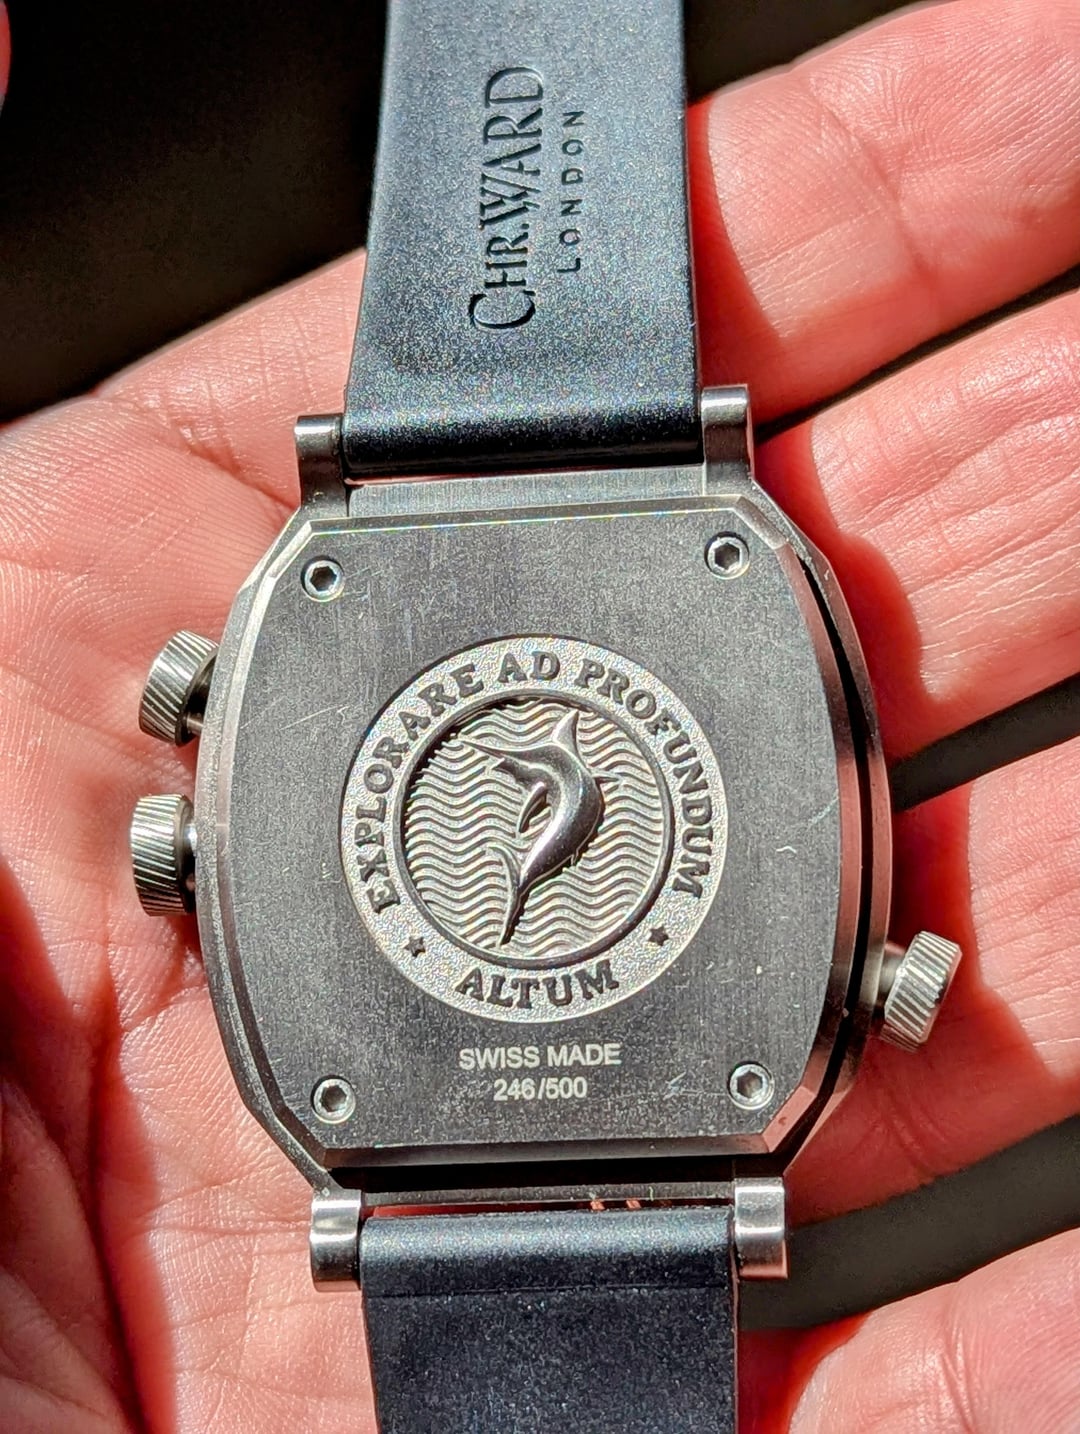 CHR.WARD
LONDON
EXPLORARE AD PROFUNDUM
ALTUM
SWISS MADE
246/500